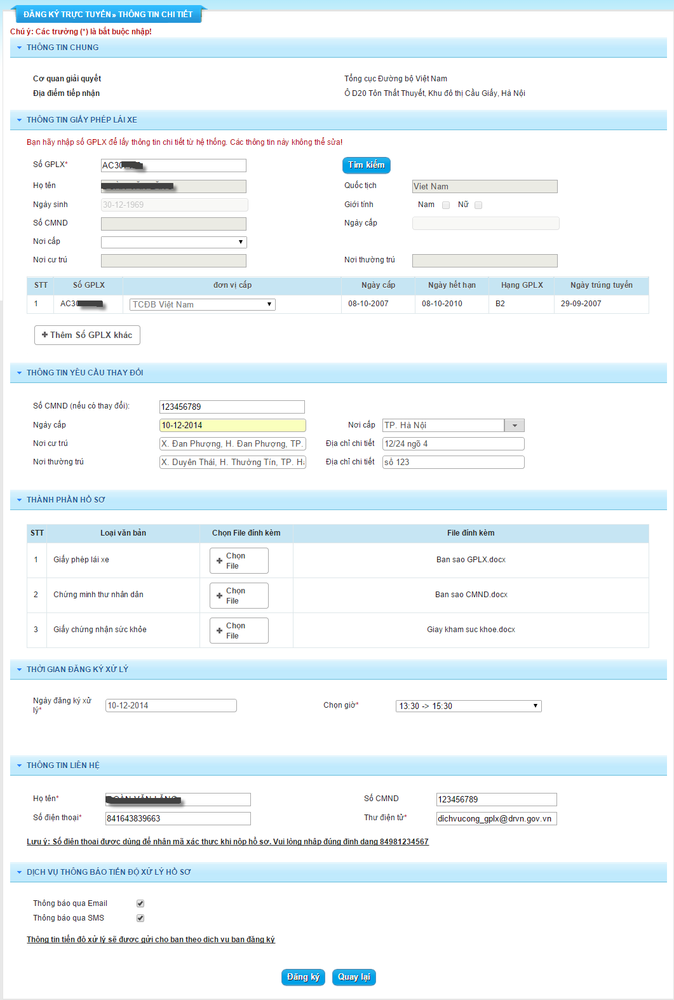 ĐĂNG KÝ TRỰC TUYẾN» THÔNG TIN CHI TIẾT
Chú ý: Các trường (*) là bắt buộc nhập!
THÔNG TIN CHUNG
Cơ quan giải quyết Tổng cục Đường bộ Việt Nam
Địa điểm tiếp nhận Ô D20 Tôn Thất Thuyết, Khu đô thị Cầu Giấy, Hà Nội
THÔNG TIN GIẤY PHÉP LÁI XE
Bạn hãy nhập số GPLX để lấy thông tin chi tiết từ hệ thống. Các thông tin này không thể sửa!
Số GPLX* AC30 Tìm kiếm
Họ tên Quốc tịch Viet Nam
Ngày sinh 30-12-1969 Giới tính Nam Nữ
Số CMND Ngày cấp
Nơi cấp
Nơi cư trú Nơi thường trú
STT Số GPLX đơn vị cấp Ngày cấp Ngày hết hạn Hạng GPLX Ngày trúng tuyển
1 AC30 TCĐB Việt Nam 08-10-2007 08-10-2010 B2 29-09-2007
+ Thêm Số GPLX khác
THÔNG TIN YÊU CẦU THAY ĐỔI
Số CMND (nếu có thay đổi): 123456789
Ngày cấp 10-12-2014 Nơi cấp TP. Hà Nội
Nơi cư trú X. Đan Phượng, H. Đan Phượng, TP. Địa chỉ chi tiết 12/24 ngõ 4
Nơi thường trú X. Duyên Thái, H. Thường Tín, TP. Hà Địa chỉ chi tiết số 123
THÀNH PHẦN HỒ SƠ
STT Loại văn bản Chọn File đính kèm File đính kèm
1 Giấy phép lái xe + Chọn File Ban sao GPLX.docx
2 Chứng minh thư nhân dân + Chọn File Ban sao CMND.docx
3 Giấy chứng nhận sức khỏe + Chọn File Giay kham suc khoe.docx
THỜI GIAN ĐĂNG KÝ XỬ LÝ
Ngày đăng ký xử lý* 10-12-2014 Chọn giờ* 13:30 -> 15:30
THÔNG TIN LIÊN HỆ
Họ tên* Số CMND 123456789
Số điện thoại* 841643839663 Thư điện tử* dichvucong_gplx@drvn.gov.vn
Lưu ý: Số điện thoại được dùng để nhận mã xác thực khi nộp hồ sơ. Vui lòng nhập đúng định dạng 84981234567
DỊCH VỤ THÔNG BÁO TIẾN ĐỘ XỬ LÝ HỒ SƠ
Thông báo qua Email
Thông báo qua SMS
Thông tin tiến độ xử lý sẽ được gửi cho bạn theo dịch vụ bạn đăng ký
Đăng ký Quay lại